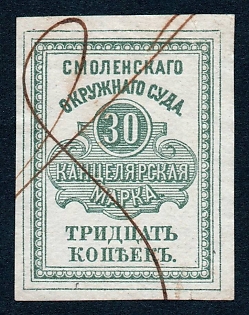 СМОЛЕНСКАГО
ОКРУЖНАГО СУДА.
30
КАНЦЕЛЯРСКАЯ
МАРКА
ТРИДЦАТЬ
КОПѢЕКЪ.